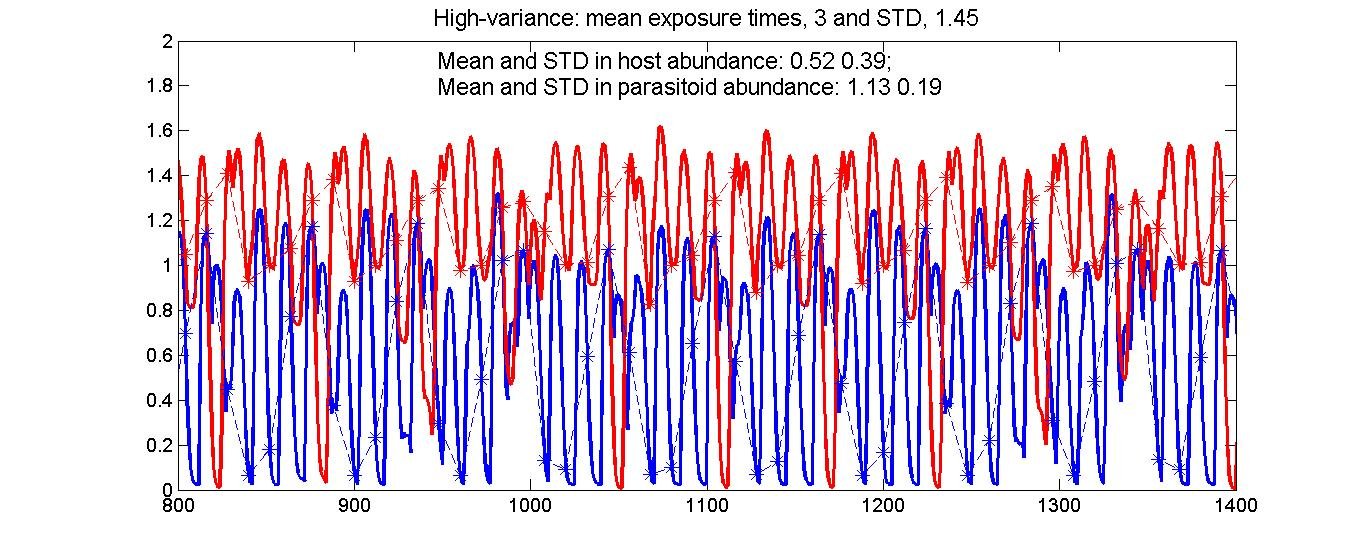 High-variance: mean exposure times, 3 and STD, 1.45
Mean and STD in host abundance: 0.52 0.39;
Mean and STD in parasitoid abundance: 1.13 0.19
2
1.8
1.6
1.4
1.2
1
0.8
0.6
0.4
0.2
0
800 900 1000 1100 1200 1300 1400